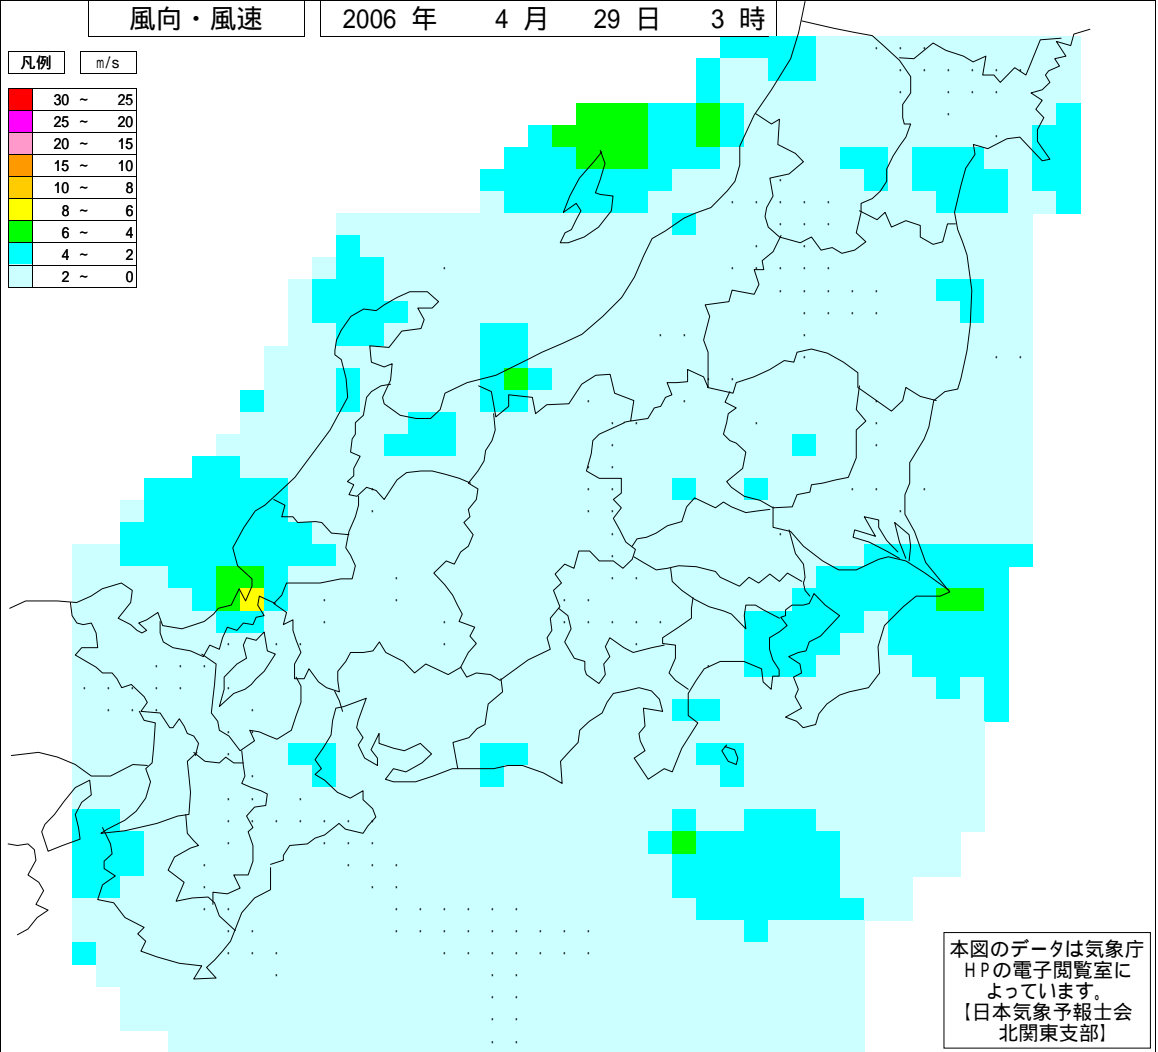 風向・風速
2006 年 4 月 29 日 3 時
凡例 m/s
30 ~ 25
25 ~ 20
20 ~ 15
15 ~ 10
10 ~ 8
8 ~ 6
6 ~ 4
4 ~ 2
2 ~ 0
本図のデータは気象庁
HPの電子閲覧室に
よっています。
【日本気象予報士会
北関東支部】